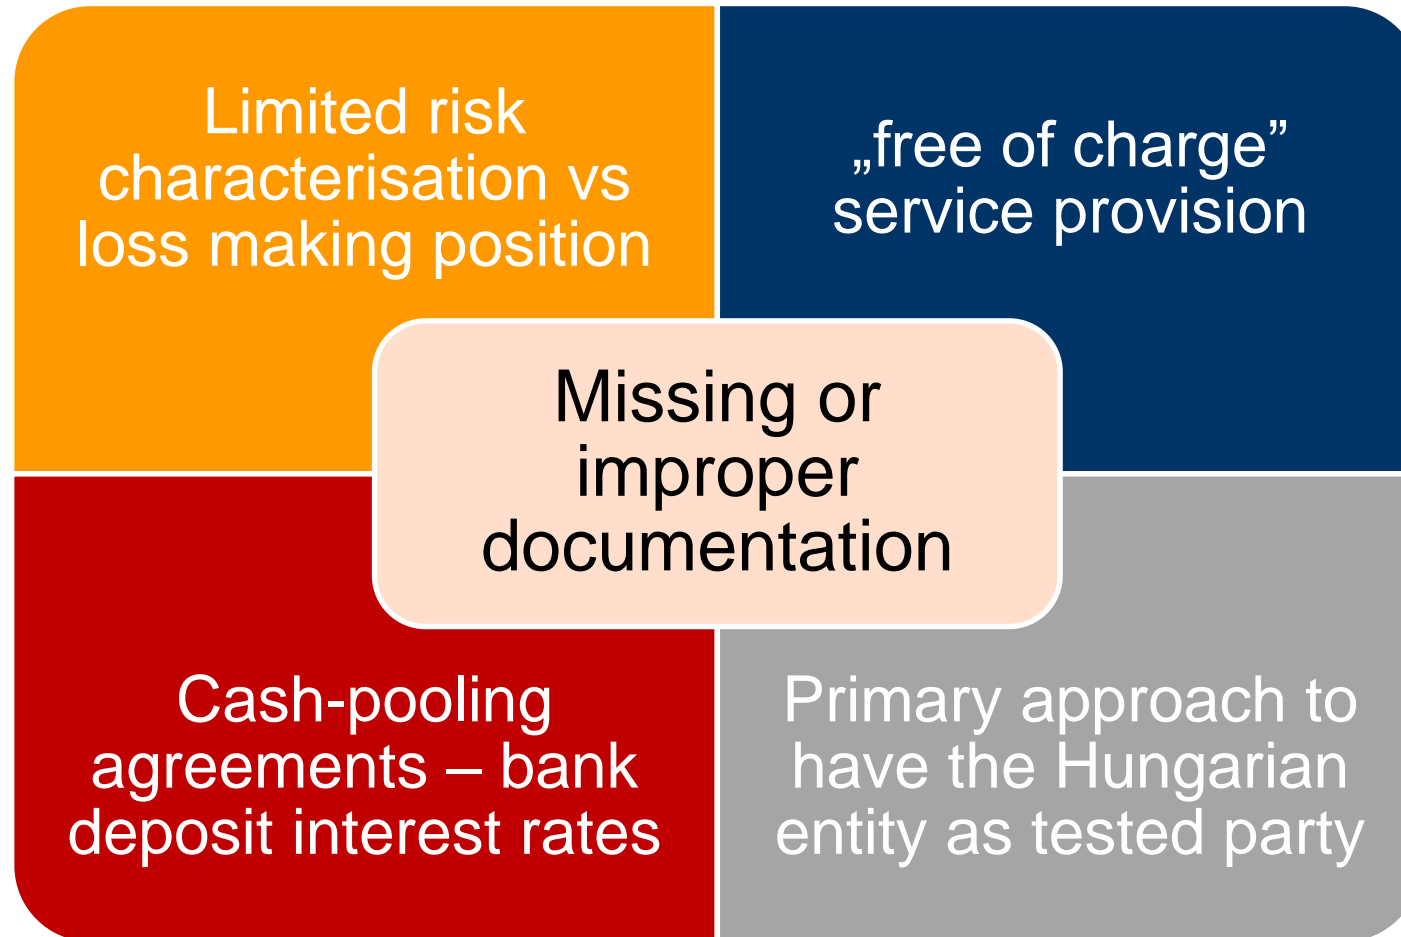 Limited risk
characterisation vs
loss making position
„free of charge”
service provision
Missing or
improper
documentation
Cash-pooling
agreements – bank
deposit interest rates
Primary approach to
have the Hungarian
entity as tested party